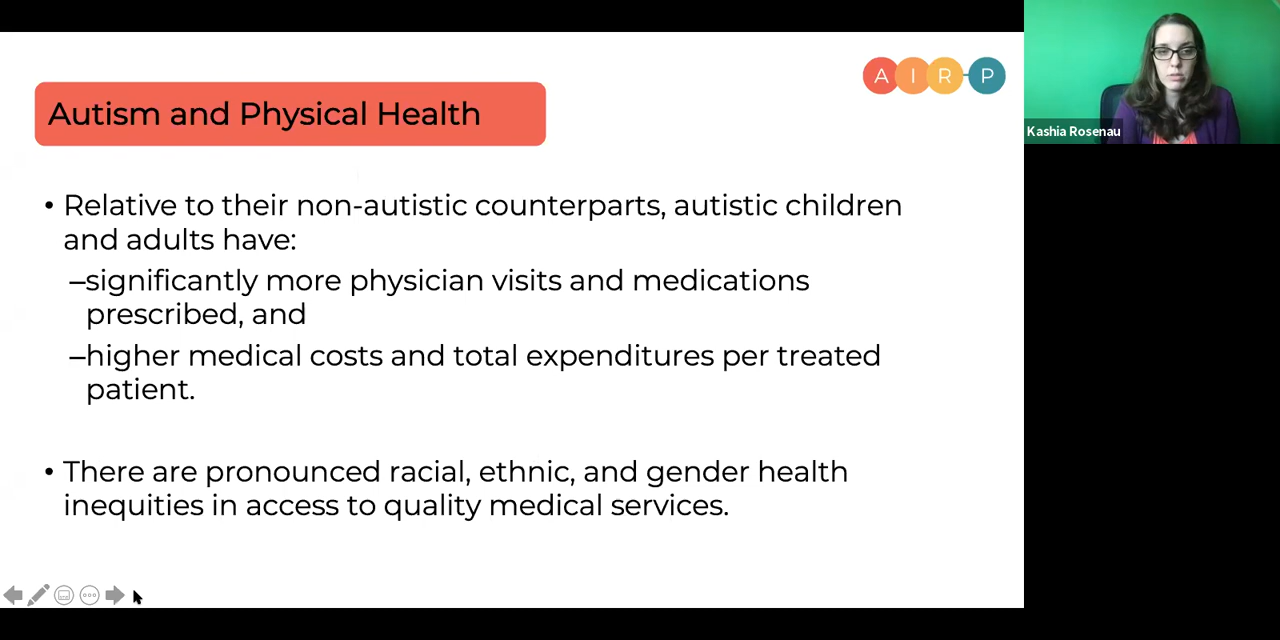 A I R - P
Autism and Physical Health
Kashia Rosenau
• Relative to their non-autistic counterparts, autistic children
and adults have:
–significantly more physician visits and medications
prescribed, and
–higher medical costs and total expenditures per treated
patient.
• There are pronounced racial, ethnic, and gender health
inequities in access to quality medical services.